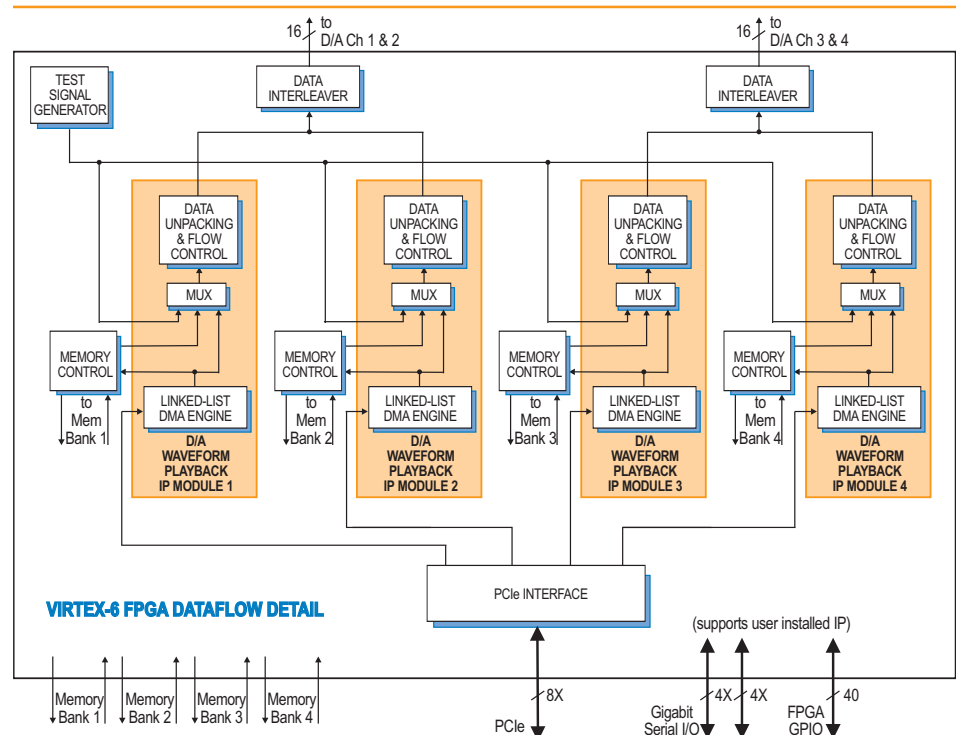 16
to
D/A Ch 1 & 2
16
to
D/A Ch 3 & 4
TEST
SIGNAL
GENERATOR
DATA
INTERLEAVER
DATA
INTERLEAVER
DATA
UNPACKING
& FLOW
CONTROL
DATA
UNPACKING
& FLOW
CONTROL
DATA
UNPACKING
& FLOW
CONTROL
DATA
UNPACKING
& FLOW
CONTROL
MUX
MUX
MUX
MUX
MEMORY
CONTROL
MEMORY
CONTROL
MEMORY
CONTROL
MEMORY
CONTROL
LINKED-LIST
DMA ENGINE
LINKED-LIST
DMA ENGINE
LINKED-LIST
DMA ENGINE
LINKED-LIST
DMA ENGINE
to
Mem
Bank 1
to
Mem
Bank 2
to
Mem
Bank 3
to
Mem
Bank 4
D/A
WAVEFORM
PLAYBACK
IP MODULE 1
D/A
WAVEFORM
PLAYBACK
IP MODULE 2
D/A
WAVEFORM
PLAYBACK
IP MODULE 3
D/A
WAVEFORM
PLAYBACK
IP MODULE 4
PCIe INTERFACE
VIRTEX-6 FPGA DATAFLOW DETAIL
(supports user installed IP)
Memory
Bank 1
Memory
Bank 2
Memory
Bank 3
Memory
Bank 4
8X
PCIe
4X
4X
Gigabit
Serial I/O
40
FPGA
GPIO